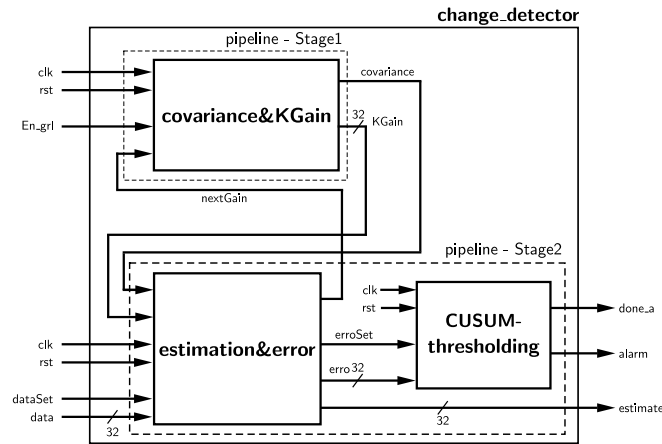 change_detector
pipeline - Stage1
clk
rst
En_grl
covariance&KGain
covariance
32
KGain
nextGain
pipeline - Stage2
clk
rst
clk
rst
dataSet
data
32
estimation&error
erroSet
erro
32
CUSUM-
thresholding
done_a
alarm
estimate
32